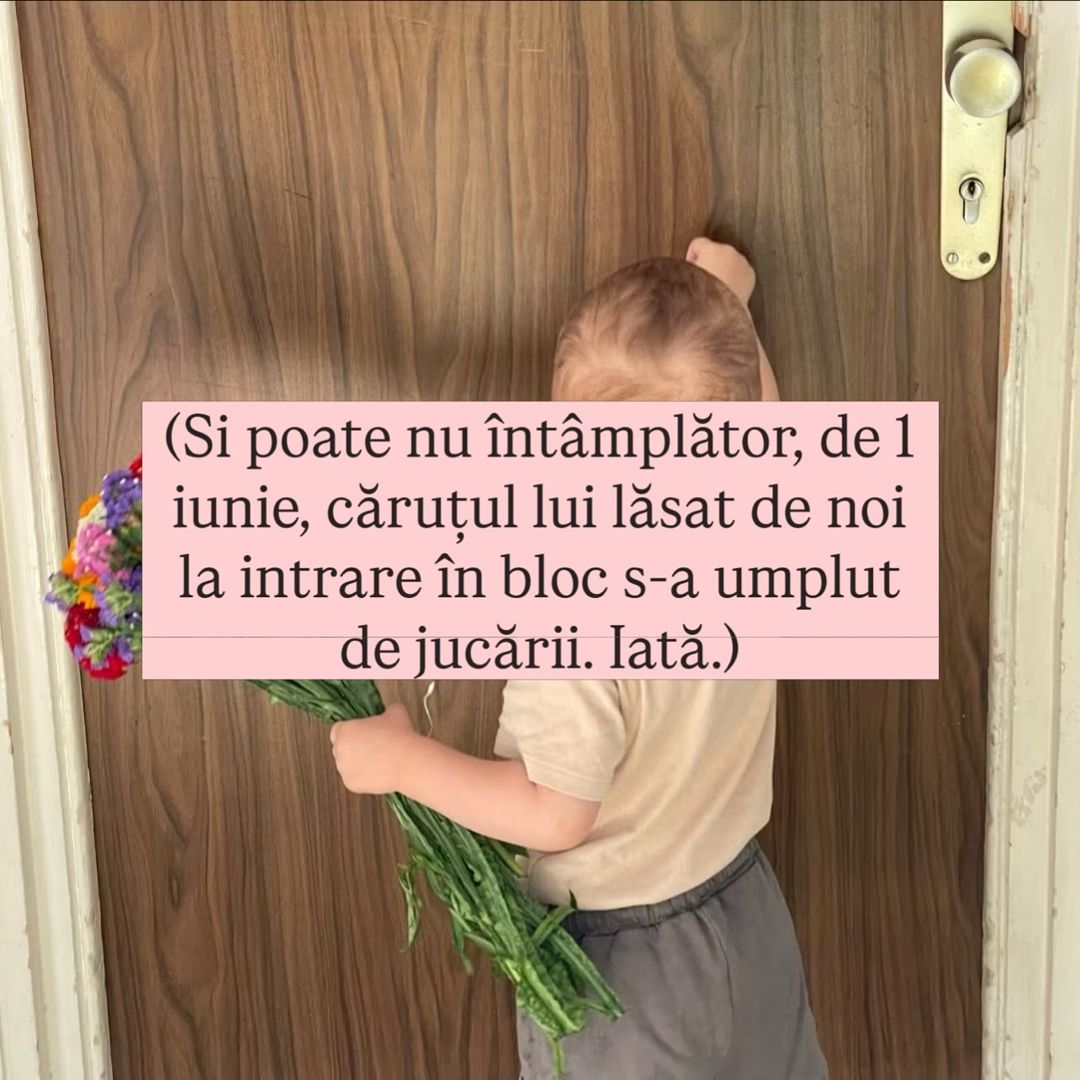 (Si poate nu întâmplător, de 1
iunie, căruțul lui lăsat de noi
la intrare în bloc s-a umplut
de jucării. Iată.)